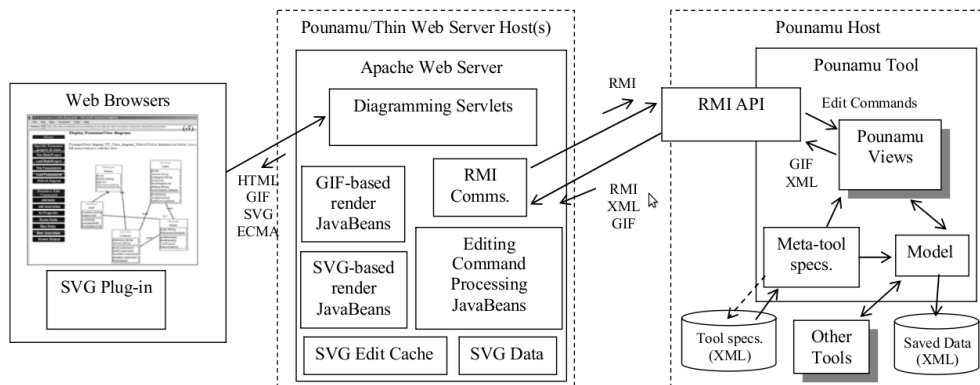 Pounamu/Thin Web Server Host(s)
Pounamu Host
Apache Web Server
Pounamu Tool
Web Browsers
Diagramming Servlets
RMI
RMI API
Edit Commands
Pounamu
Views
GIF
XML
HTML
GIF
SVG
ECMA
GIF-based
render
JavaBeans
RMI
Comms.
RMI
XML
GIF
SVG-based
render
JavaBeans
Editing
Command
Processing
JavaBeans
Meta-tool
specs.
Model
SVG Plug-in
SVG Edit Cache
SVG Data
Tool specs.
(XML)
Other
Tools
Saved Data
(XML)